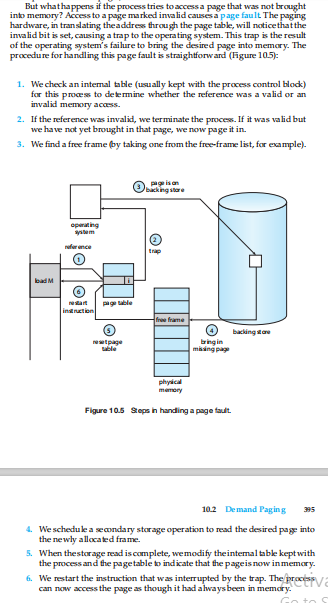 But what happens if the process tries to access a page that was not brought
into memory? Access to a page marked invalid causes a page fault. The paging
hardware, in translating the address through the page table, will notice that the
invalid bit is set, causing a trap to the operating system. This trap is the result
of the operating system's failure to bring the desired page into memory. The
procedure for handling this page fault is straightforward (Figure 10.5):
1. We check an internal table (usually kept with the process control block)
for this process to determine whether the reference was a valid or an
invalid memory access.
2. If the reference was invalid, we terminate the process. If it was valid but
we have not yet brought in that page, we now page it in.
3. We find a free frame (by taking one from the free-frame list, for example).
3 page is on
backing store
operating
system
2
trap
reference
1
load M
i
6
restart
instruction
page table
free frame
5
reset page
table
4
bring in
missing page
backing store
physical
memory
Figure 10.5 Steps in handling a page fault.
10.2 Demand Paging 395
4. We schedule a secondary storage operation to read the desired page into
the newly allocated frame.
5. When the storage read is complete, we modify the internal table kept with
the process and the page table to indicate that the page is now in memory.
6. We restart the instruction that was interrupted by the trap. The process
can now access the page as though it had always been in memory.
Go to S